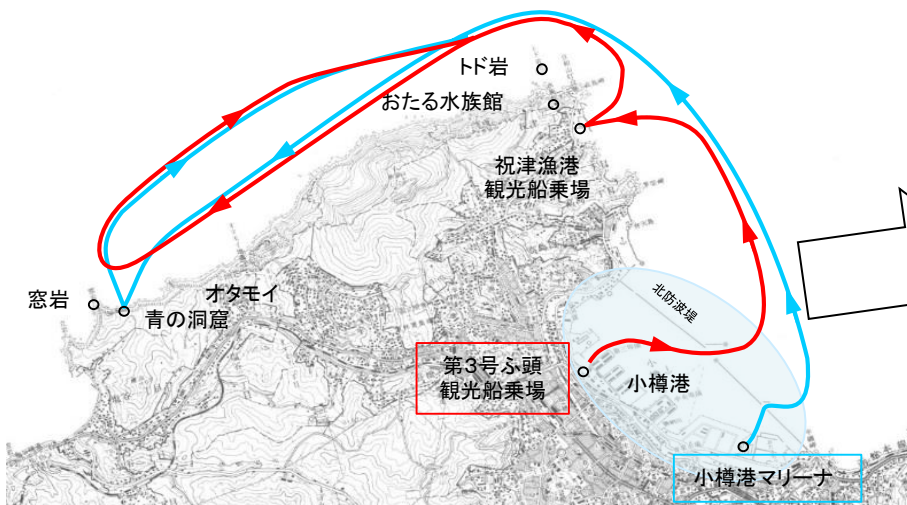 トド岩
おたる水族館
祝津漁港
観光船乗場
窓岩
オタモイ
青の洞窟
北防波堤
第3号ふ頭
観光船乗場
小樽港
小樽港マリーナ